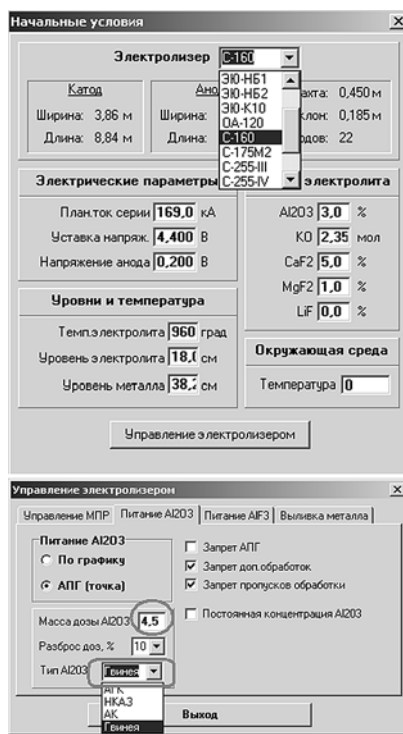 Начальные условия
Электролизер С-160
ЭЮ-НБ1
ЭЮ-НБ2
ЭЮ-К10
ОА-120
С-160
С-175М2
С-255-III
С-255-IV
Катод
Ширина: 3,86 м
Длина: 8,84 м
Ано
Ширина:
Длина:
ахта: 0,450 м
клон: 0,185 м
одов: 22
Электрические параметры
План.ток серии 169,0 кА
Уставка напряж. 4,400 В
Напряжение анода 0,200 В
электролита
Al2O3 3,0 %
КО 2,35 мол
CaF2 5,0 %
MgF2 1,0 %
LiF 0,0 %
Уровни и температура
Темп.электролита 960 град
Уровень электролита 18,( см
Уровень металла 38,2 см
Окружающая среда
Температура 0
Управление электролизером
Управление электролизером
Управление МПР Питание Al2O3 Питание AlF3 Выливка металла
Питание Al2O3
По графику
АПГ (точка)
Запрет АПГ
Запрет доп.обработок
Запрет пропусков обработки
Масса дозы Al2O3 4,5
Постоянная концентрация Al2O3
Разброс доз, % 10
Тип Al2O3 Гвинея
АГК
НКАЗ
АК
Гвинея
Выход